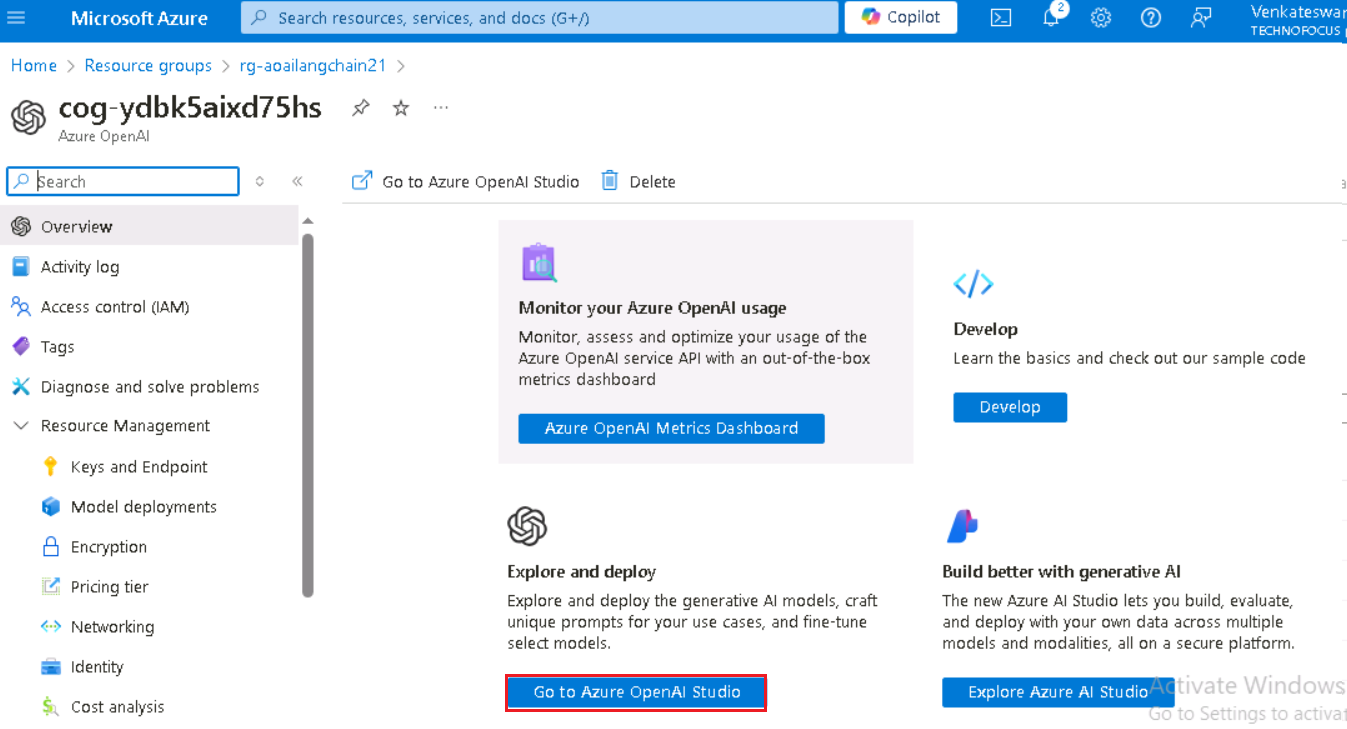 Microsoft Azure
Search resources, services, and docs (G+/)
Copilot
2
Venkateswar
TECHNOFOCUS
Home > Resource groups > rg-aoailangchain21 >
cog-ydbk5aixd75hs
...
Azure OpenAI
Search
Go to Azure OpenAI Studio
Delete
Overview
Activity log
Access control (IAM)
Tags
Diagnose and solve problems
Resource Management
Keys and Endpoint
Model deployments
Encryption
Pricing tier
Networking
Identity
Cost analysis
Monitor your Azure OpenAI usage
Monitor, assess and optimize your usage of the
Azure OpenAI service API with an out-of-the-box
metrics dashboard
Azure OpenAI Metrics Dashboard
Develop
Learn the basics and check out our sample code
Develop
Explore and deploy
Explore and deploy the generative AI models, craft
unique prompts for your use cases, and fine-tune
select models.
Go to Azure OpenAI Studio
Build better with generative AI
The new Azure AI Studio lets you build, evaluate,
and deploy with your own data across multiple
models and modalities, all on a secure platform.
Explore Azure AI Studio
Activate Windows
Go to Settings to activat